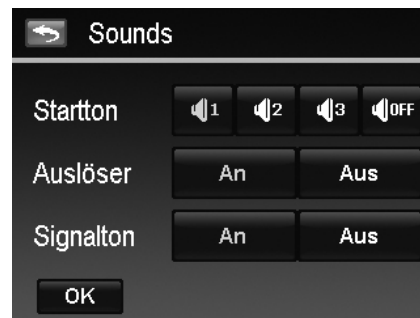 Sounds
Startton 1 2 3 OFF
Auslöser An Aus
Signalton An Aus
OK